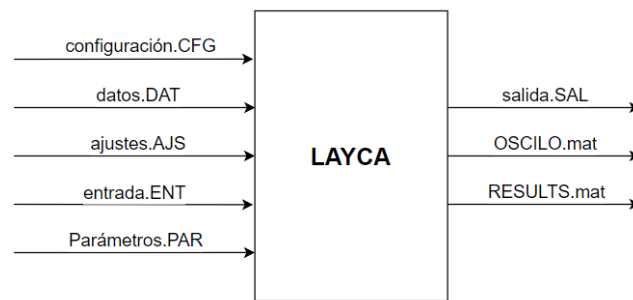 configuración.CFG
datos.DAT
ajustes.AJS
entrada.ENT
Parámetros.PAR
LAYCA
salida.SAL
OSCILO.mat
RESULTS.mat